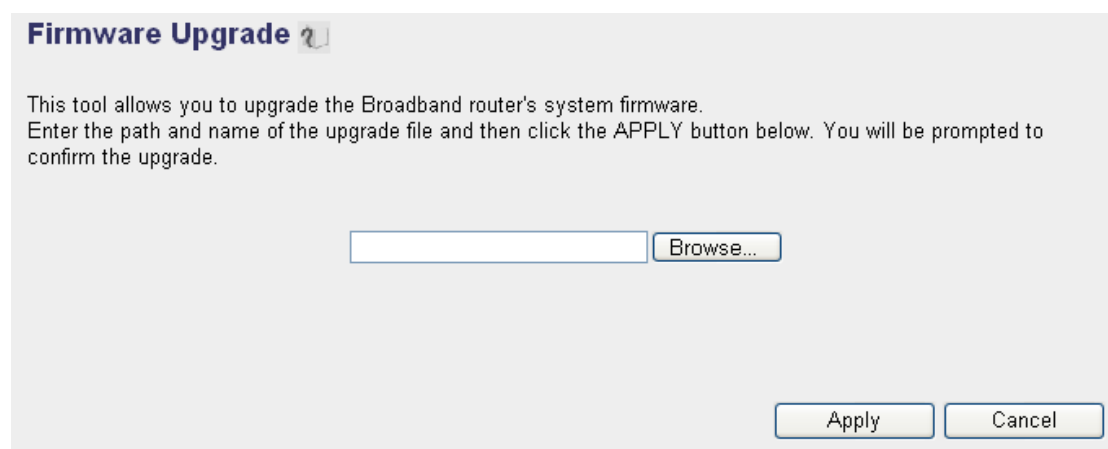 Firmware Upgrade
This tool allows you to upgrade the Broadband router's system firmware.
Enter the path and name of the upgrade file and then click the APPLY button below. You will be prompted to
confirm the upgrade.
Browse...
Apply Cancel